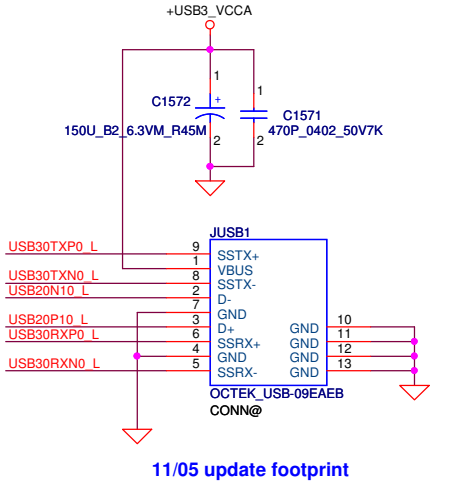 +USB3_VCCA
1
C1572
+
1
C1571
150U_B2_6.3VM_R45M
470P_0402_50V7K
2
2
JUSB1
USB30TXP0_L 9 SSTX+
1 VBUS
USB30TXN0_L 8 SSTX-
USB20N10_L 2 D-
7 GND
USB20P10_L 3 D+ GND 10
USB30RXP0_L 6 SSRX+ GND 11
4 GND GND 12
USB30RXN0_L 5 SSRX- GND 13
OCTEK_USB-09EAEB
CONN@
11/05 update footprint